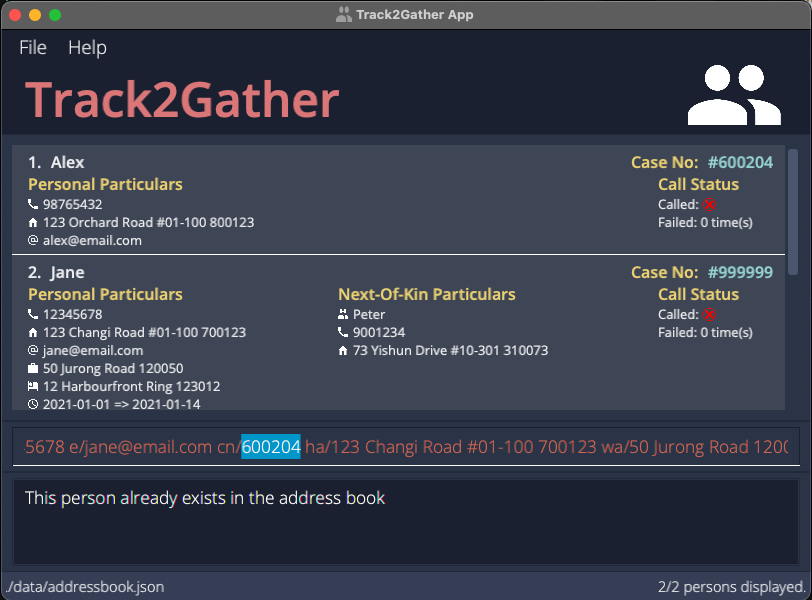 Track2Gather App
File Help
Track2Gather
1. Alex Case No: #600204
Personal Particulars Call Status
98765432 Called:
123 Orchard Road #01-100 800123 Failed: 0 time(s)
@ alex@email.com
2. Jane Case No: #999999
Personal Particulars Next-Of-Kin Particulars Call Status
12345678 Peter Called:
123 Changi Road #01-100 700123 9001234 Failed: 0 time(s)
@ jane@email.com 73 Yishun Drive #10-301 310073
50 Jurong Road 120050
12 Harbourfront Ring 123012
2021-01-01 => 2021-01-14
5678 e/jane@email.com cn/600204 ha/123 Changi Road #01-100 700123 wa/50 Jurong Road 1200
This person already exists in the address book
./data/addressbook.json 2/2 persons displayed.